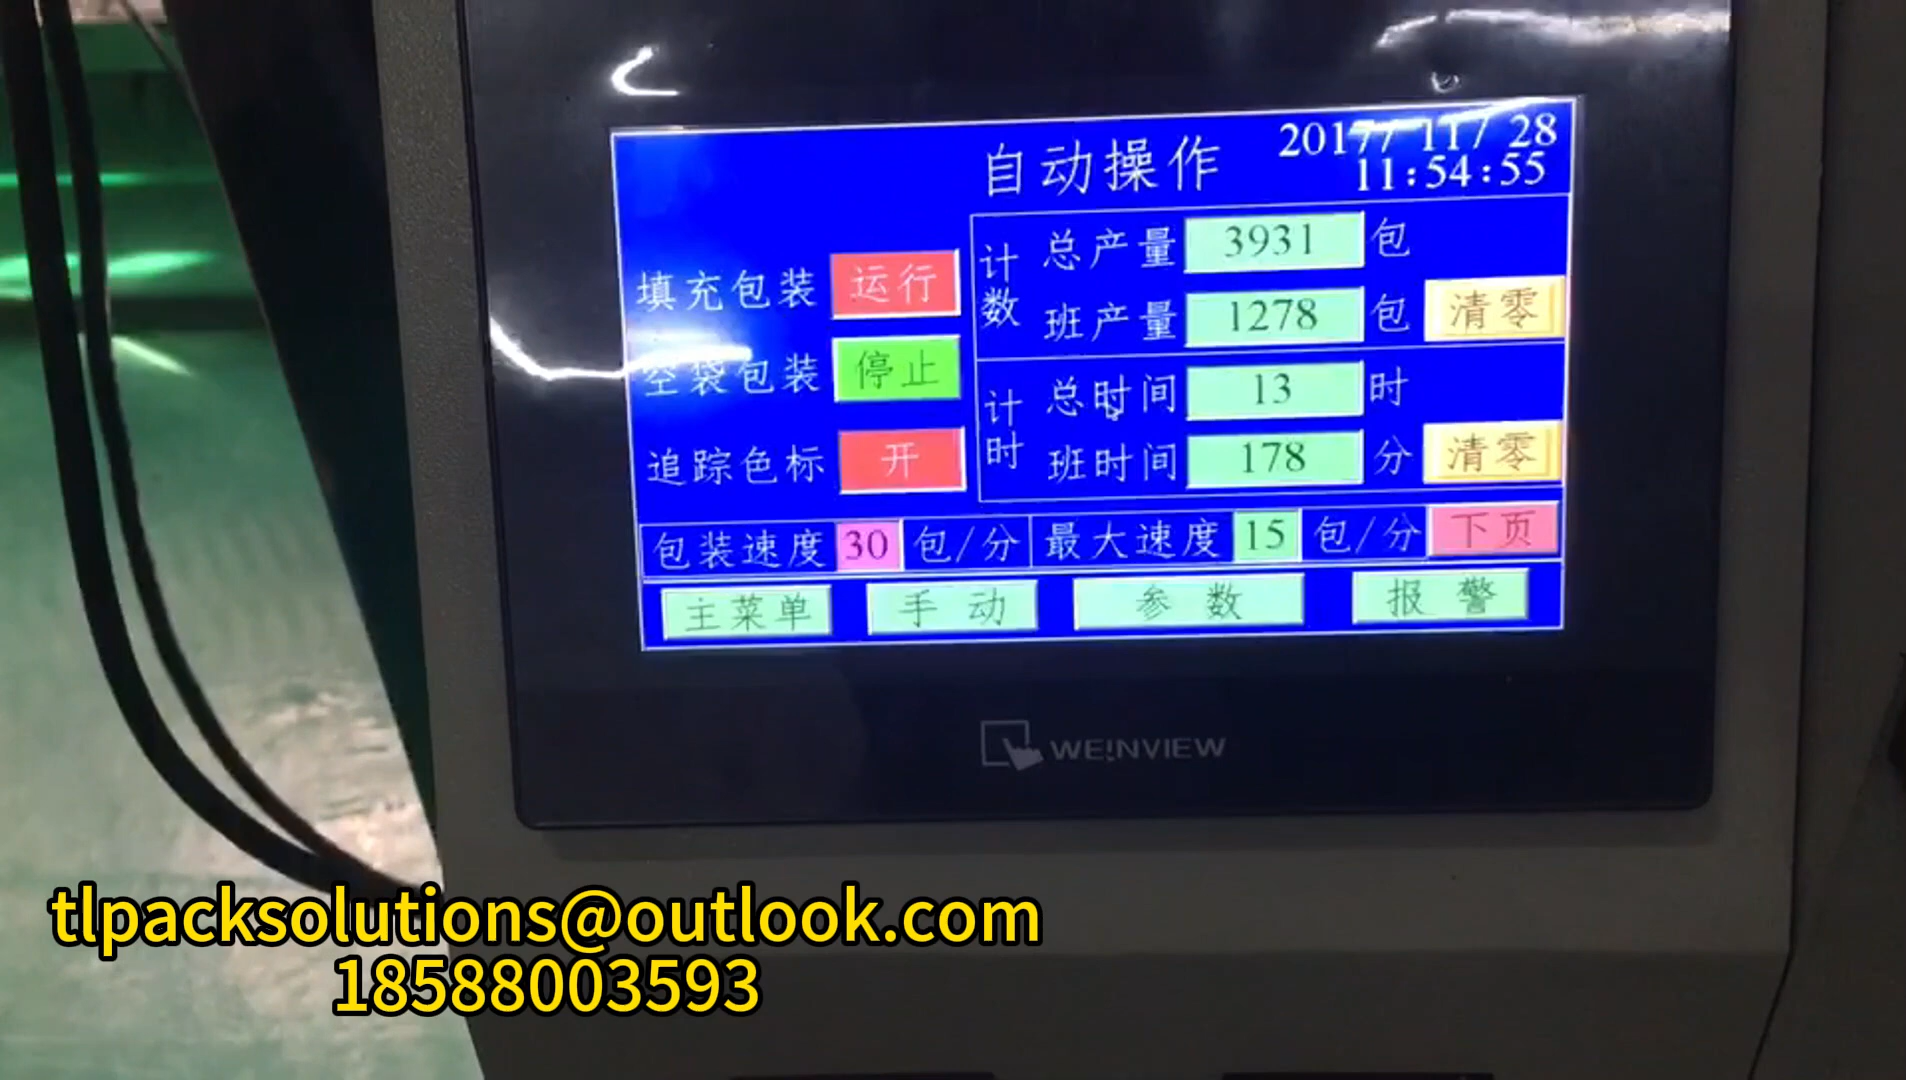 自动操作
2017/ 11/ 28
11:54:55
填充包装 运行
空袋包装 停止
追踪色标 开
计数
总产量 3931 包
班产量 1278 包 清零
计时
总时间 13 时
班时间 178 分 清零
包装速度 30 包/分 最大速度 15 包/分 下页
主菜单 手动 参数 报警
WEINVIEW
tlpacksolutions@outlook.com
18588003593